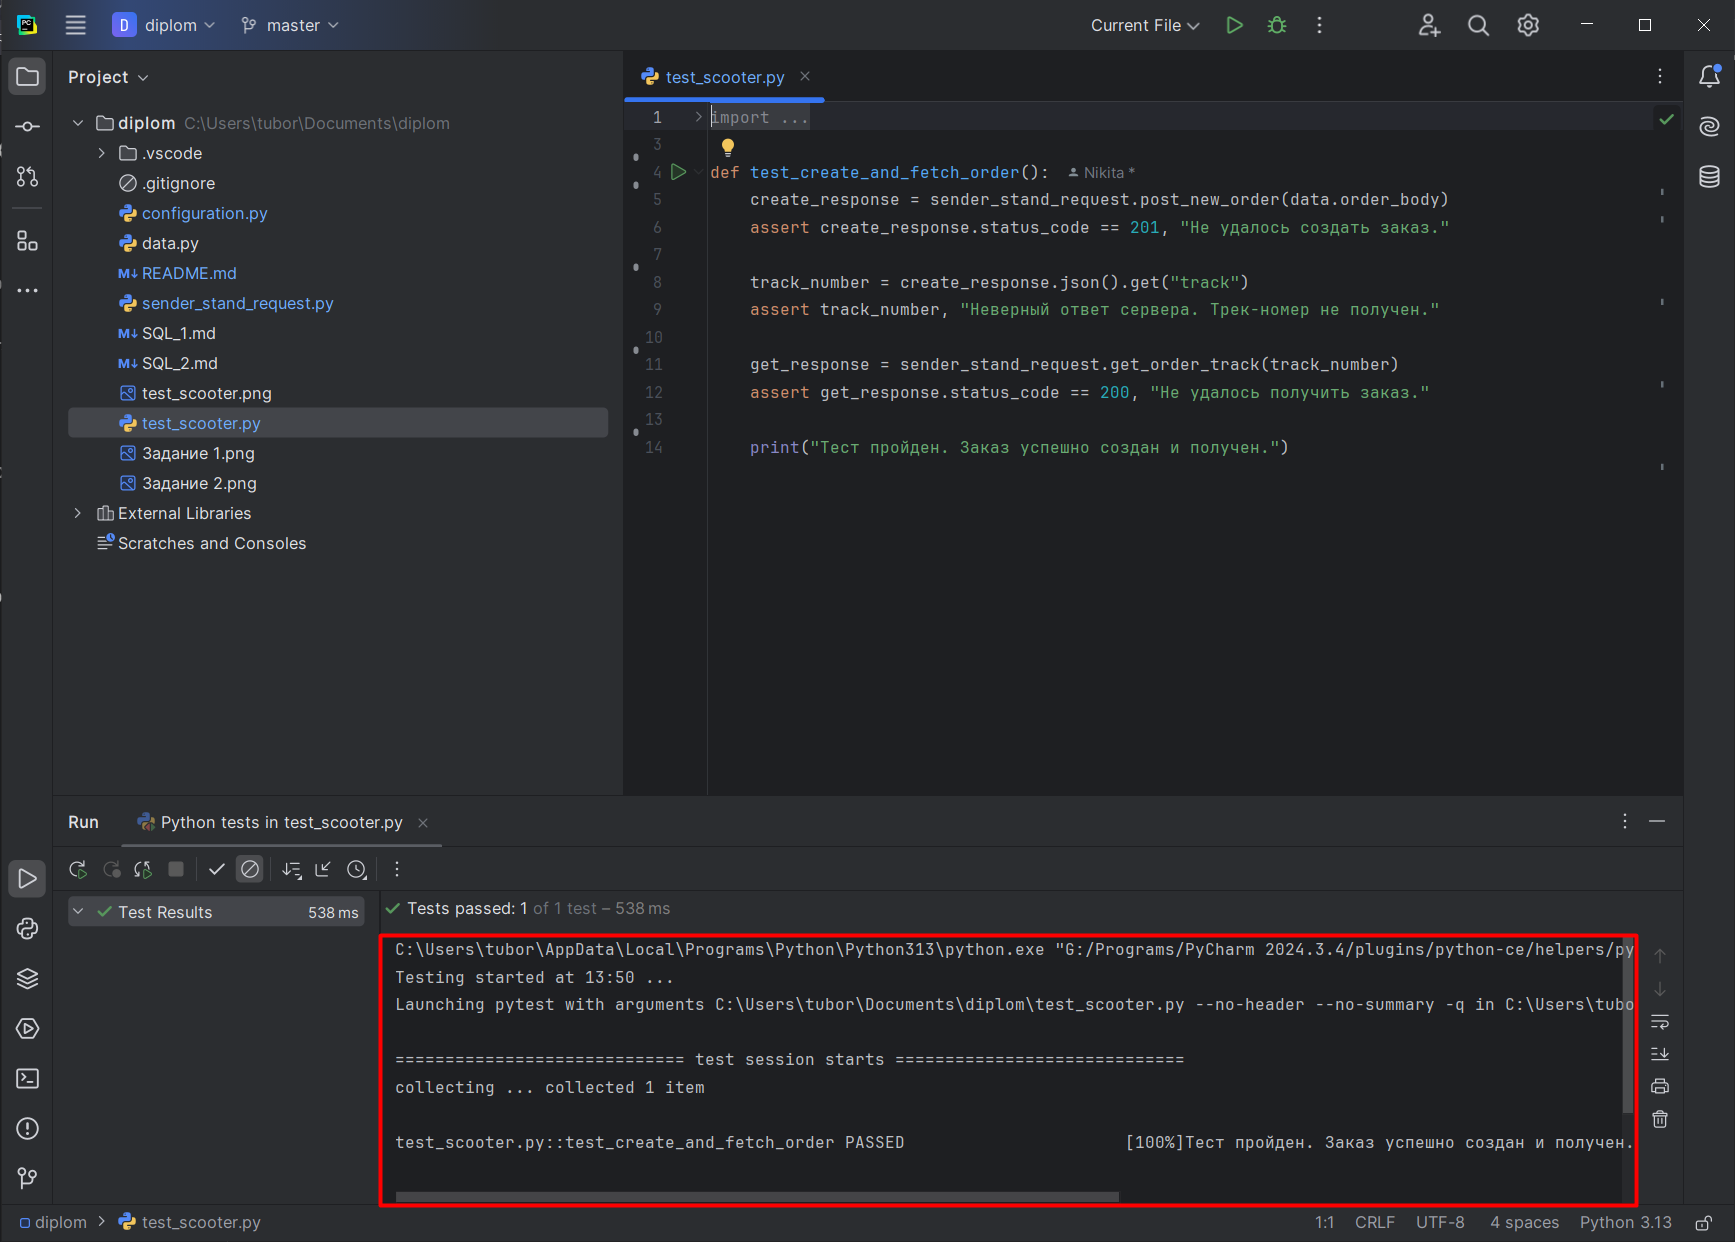 PC
D diplom master Current File
Project
diplom C:\Users\tubor\Documents\diplom
.vscode
.gitignore
configuration.py
data.py
M↓ README.md
sender_stand_request.py
M↓ SQL_1.md
M↓ SQL_2.md
test_scooter.png
test_scooter.py
Задание 1.png
Задание 2.png
External Libraries
Scratches and Consoles
test_scooter.py
1 import ...
3
4 def test_create_and_fetch_order(): Nikita *
5 create_response = sender_stand_request.post_new_order(data.order_body)
6 assert create_response.status_code == 201, "Не удалось создать заказ."
7
8 track_number = create_response.json().get("track")
9 assert track_number, "Неверный ответ сервера. Трек-номер не получен."
10
11 get_response = sender_stand_request.get_order_track(track_number)
12 assert get_response.status_code == 200, "Не удалось получить заказ."
13
14 print("Тест пройден. Заказ успешно создан и получен.")
Run Python tests in test_scooter.py
Test Results 538 ms
Tests passed: 1 of 1 test – 538 ms
C:\Users\tubor\AppData\Local\Programs\Python\Python313\python.exe "G:/Programs/PyCharm 2024.3.4/plugins/python-ce/helpers/py
Testing started at 13:50 ...
Launching pytest with arguments C:\Users\tubor\Documents\diplom\test_scooter.py --no-header --no-summary -q in C:\Users\tubo
============================= test session starts =============================
collecting ... collected 1 item
test_scooter.py::test_create_and_fetch_order PASSED [100%]Тест пройден. Заказ успешно создан и получен.
diplom test_scooter.py 1:1 CRLF UTF-8 4 spaces Python 3.13